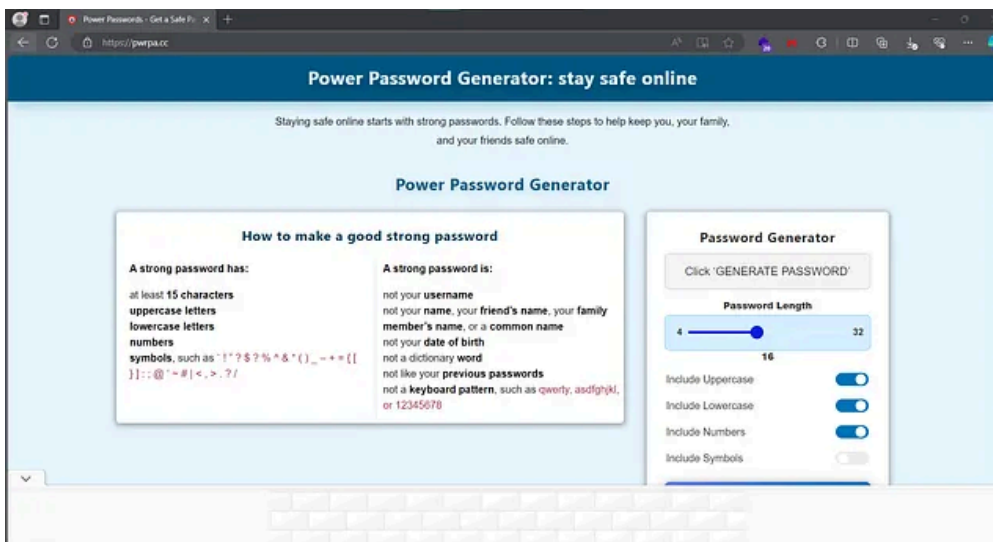 Power Passwords - Get a Safe Pa
https://pwrpa.cc
Power Password Generator: stay safe online
Staying safe online starts with strong passwords. Follow these steps to help keep you, your family,
and your friends safe online.
Power Password Generator
How to make a good strong password
A strong password has:
at least 15 characters
uppercase letters
lowercase letters
numbers
symbols, such as `!"?$?%^&*()_-+={[
}]:;@'~#|<,>.?/
A strong password is:
not your username
not your name, your friend's name, your family
member's name, or a common name
not your date of birth
not a dictionary word
not like your previous passwords
not a keyboard pattern, such as qwerty, asdfghjkl,
or 12345678
Password Generator
Click 'GENERATE PASSWORD'
Password Length
4 32
16
Include Uppercase
Include Lowercase
Include Numbers
Include Symbols